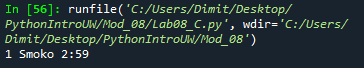 In [56]: runfile('C:/Users/Dimit/Desktop/
PythonIntroUW/Mod_08/Lab08_C.py', wdir='C:/Users/
Dimit/Desktop/PythonIntroUW/Mod_08')
1 Smoko 2:59